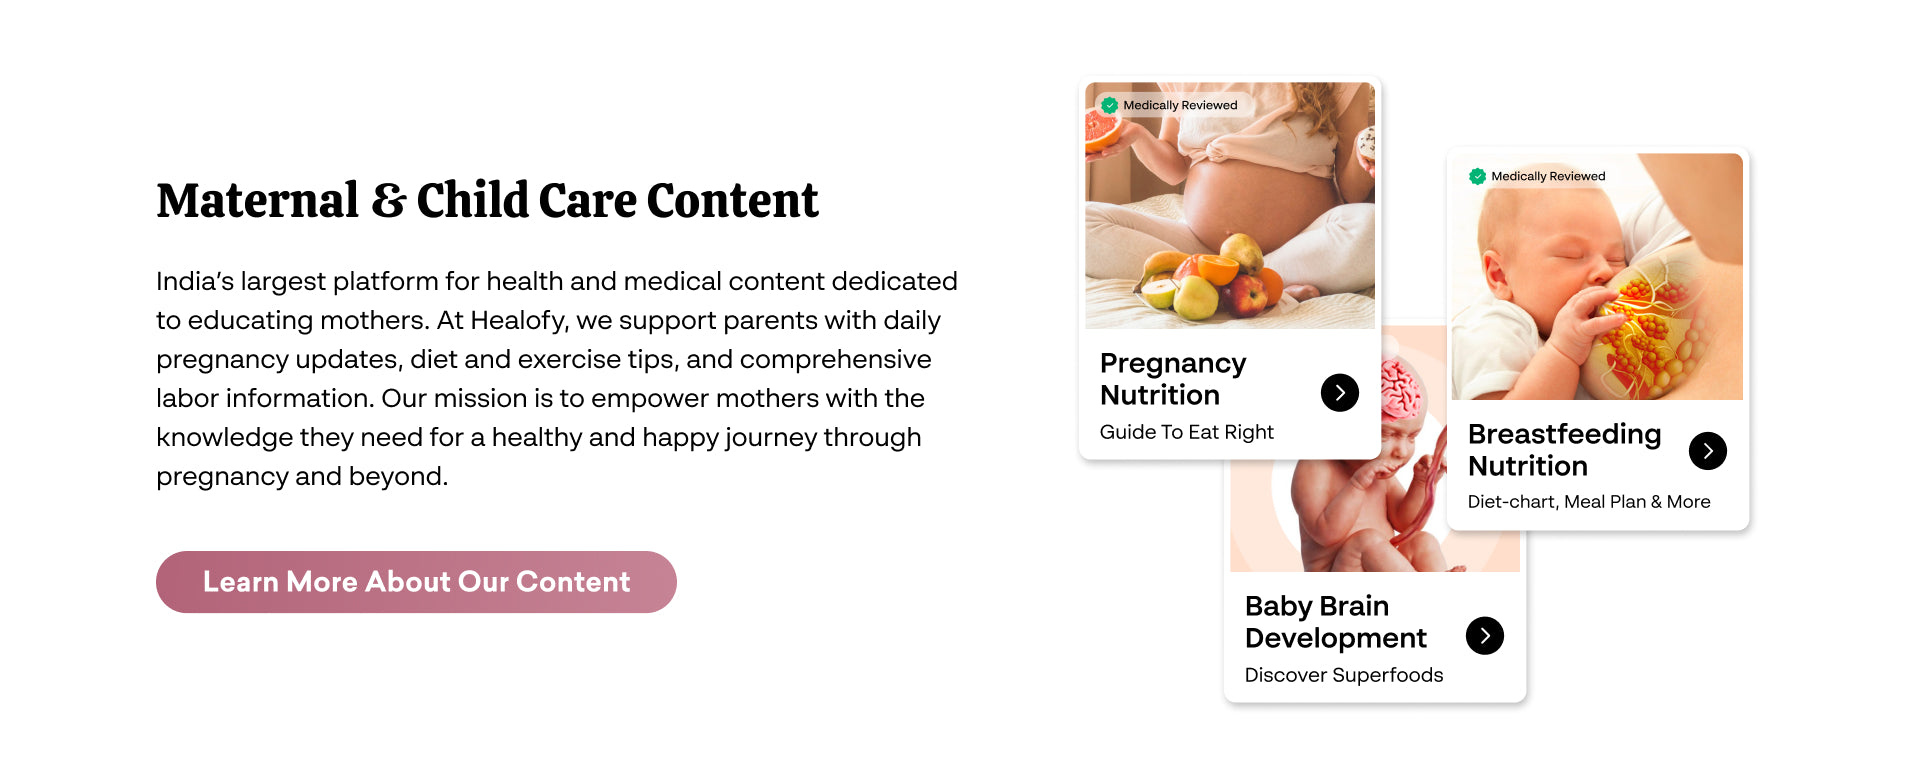 Maternal & Child Care Content
India’s largest platform for health and medical content dedicated
to educating mothers. At Healofy, we support parents with daily
pregnancy updates, diet and exercise tips, and comprehensive
labor information. Our mission is to empower mothers with the
knowledge they need for a healthy and happy journey through
pregnancy and beyond.
Learn More About Our Content
Medically Reviewed
Pregnancy
Nutrition
Guide To Eat Right
Medically Reviewed
Breastfeeding
Nutrition
Diet-chart, Meal Plan & More
Baby Brain
Development
Discover Superfoods